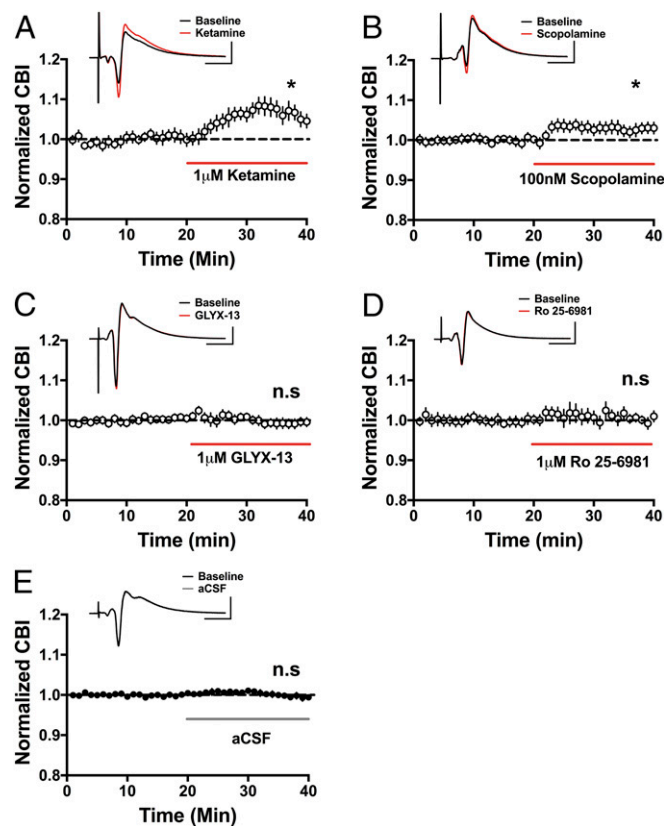 A
Baseline
Ketamine
Normalized CBI
1.2
1.1
1.0
0.9
0.8
*
1μM Ketamine
0 10 20 30 40
Time (Min)
B
Baseline
Scopolamine
Normalized CBI
1.2
1.1
1.0
0.9
0.8
*
100nM Scopolamine
0 10 20 30 40
Time (Min)
C
Baseline
GLYX-13
Normalized CBI
1.2
1.1
1.0
0.9
0.8
n.s
1μM GLYX-13
0 10 20 30 40
Time (min)
D
Baseline
Ro 25-6981
Normalized CBI
1.2
1.1
1.0
0.9
0.8
n.s
1μM Ro 25-6981
0 10 20 30 40
Time (min)
E
Baseline
aCSF
Normalized CBI
1.2
1.1
1.0
0.9
0.8
n.s
aCSF
0 10 20 30 40
Time (Min)